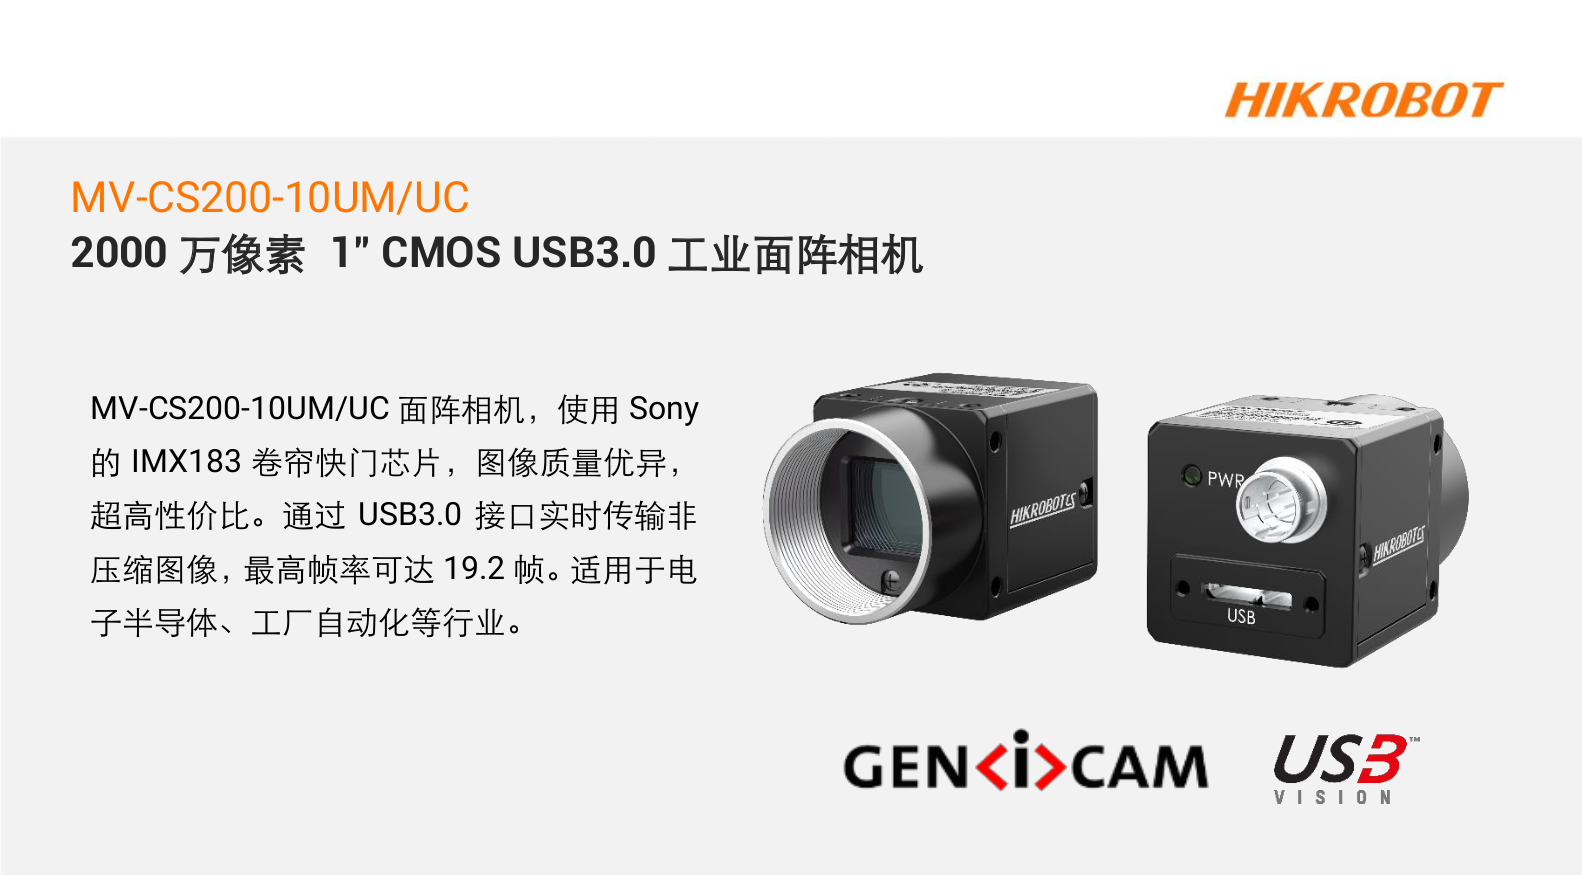 HIKROBOT
MV-CS200-10UM/UC
2000 万像素 1" CMOS USB3.0 工业面阵相机
MV-CS200-10UM/UC 面阵相机，使用 Sony
的 IMX183 卷帘快门芯片，图像质量优异，
超高性价比。通过 USB3.0 接口实时传输非
压缩图像，最高帧率可达 19.2 帧。适用于电
子半导体、工厂自动化等行业。
HIKROBOT CS
PWR
HIKROBOT CS
USB
GEN<i>CAM
USB3™
VISION